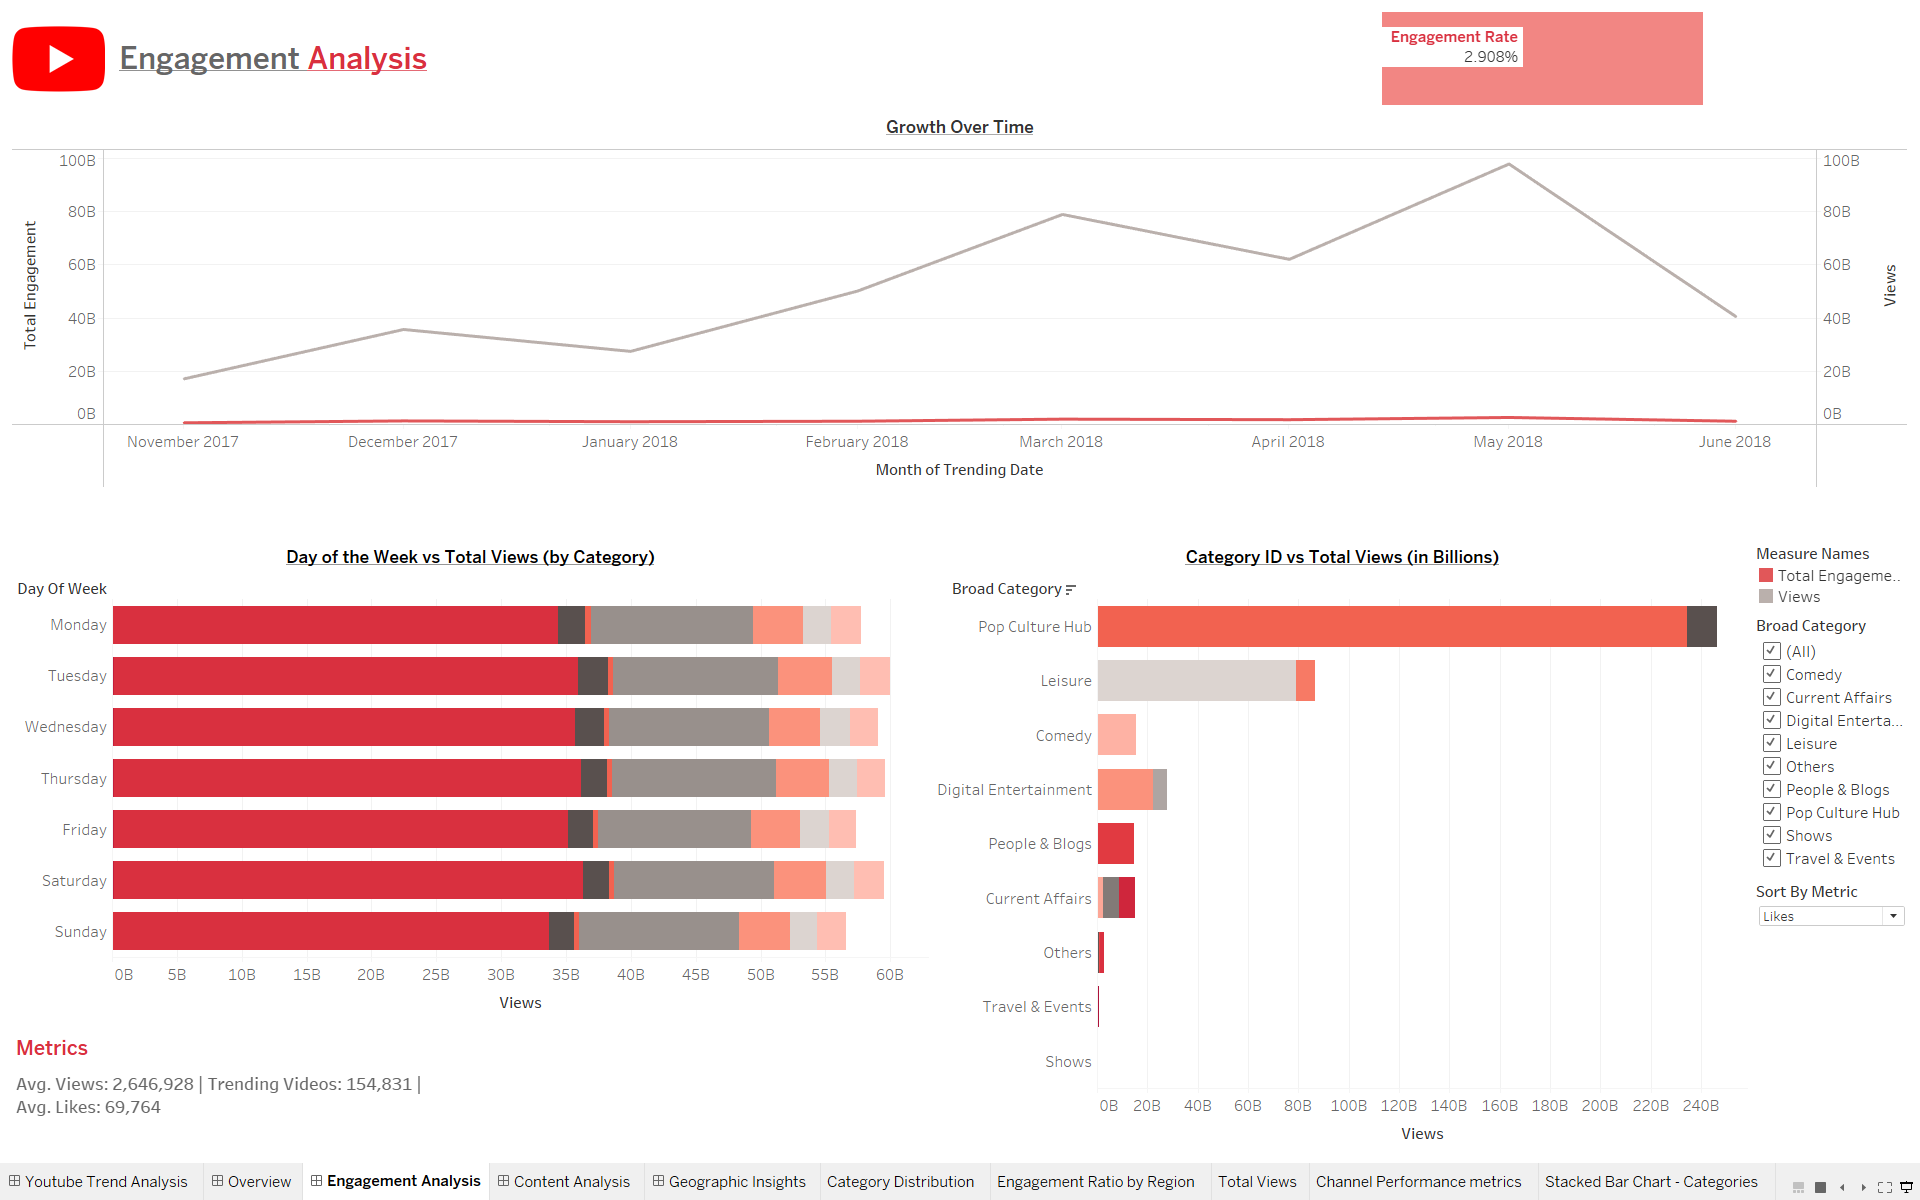 Engagement Analysis
Engagement Rate
2.908%
Growth Over Time
100B
80B
60B
40B
20B
0B
Total Engagement
100B
80B
60B
40B
20B
0B
Views
November 2017
December 2017
January 2018
February 2018
March 2018
April 2018
May 2018
June 2018
Month of Trending Date
Day of the Week vs Total Views (by Category)
Day Of Week
Monday
Tuesday
Wednesday
Thursday
Friday
Saturday
Sunday
0B 5B 10B 15B 20B 25B 30B 35B 40B 45B 50B 55B 60B
Views
Category ID vs Total Views (in Billions)
Broad Category
Pop Culture Hub
Leisure
Comedy
Digital Entertainment
People & Blogs
Current Affairs
Others
Travel & Events
Shows
0B 20B 40B 60B 80B 100B 120B 140B 160B 180B 200B 220B 240B
Views
Measure Names
Total Engageme..
Views
Broad Category
(All)
Comedy
Current Affairs
Digital Enterta...
Leisure
Others
People & Blogs
Pop Culture Hub
Shows
Travel & Events
Sort By Metric
Likes
Metrics
Avg. Views: 2,646,928 | Trending Videos: 154,831 |
Avg. Likes: 69,764
Youtube Trend Analysis
Overview
Engagement Analysis
Content Analysis
Geographic Insights
Category Distribution
Engagement Ratio by Region
Total Views
Channel Performance metrics
Stacked Bar Chart - Categories